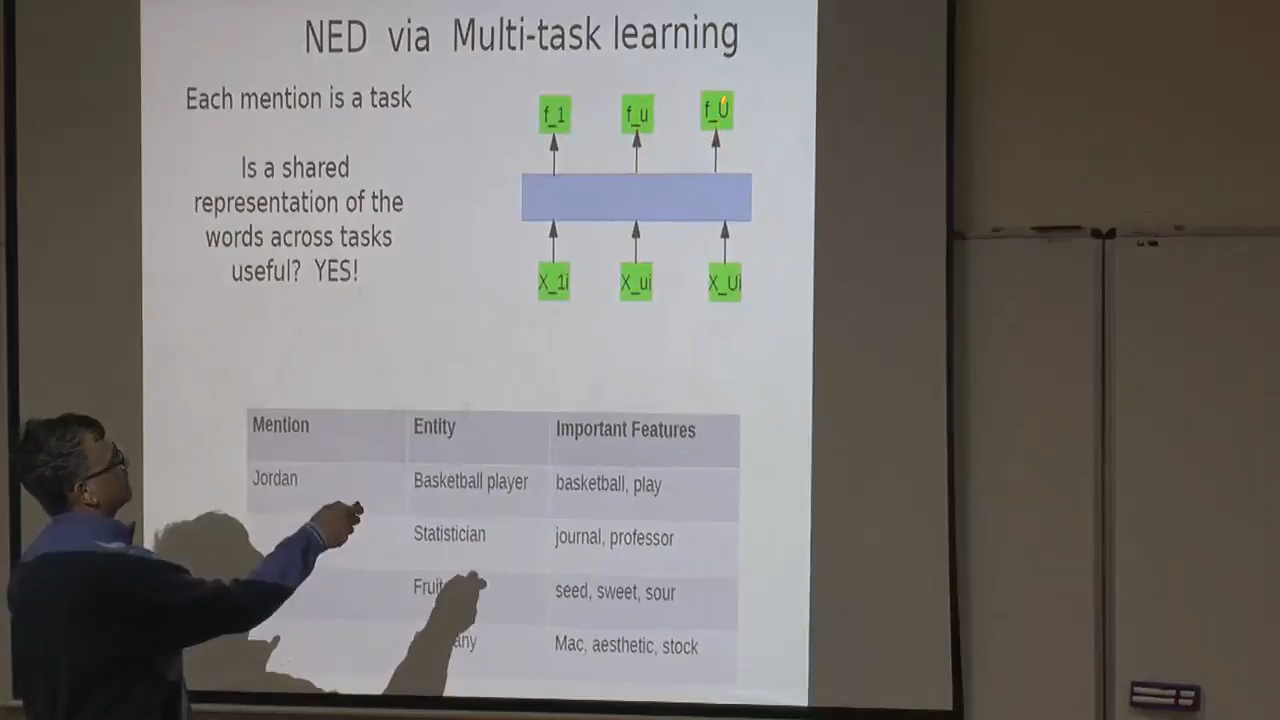 NED via Multi-task learning
Each mention is a task
Is a shared
representation of the
words across tasks
useful? YES!
f_1 f_u f_U
X_1i X_ui X_Ui
Mention Entity Important Features
Jordan Basketball player basketball, play
Statistician journal, professor
Fruit seed, sweet, sour
Mac, aesthetic, stock